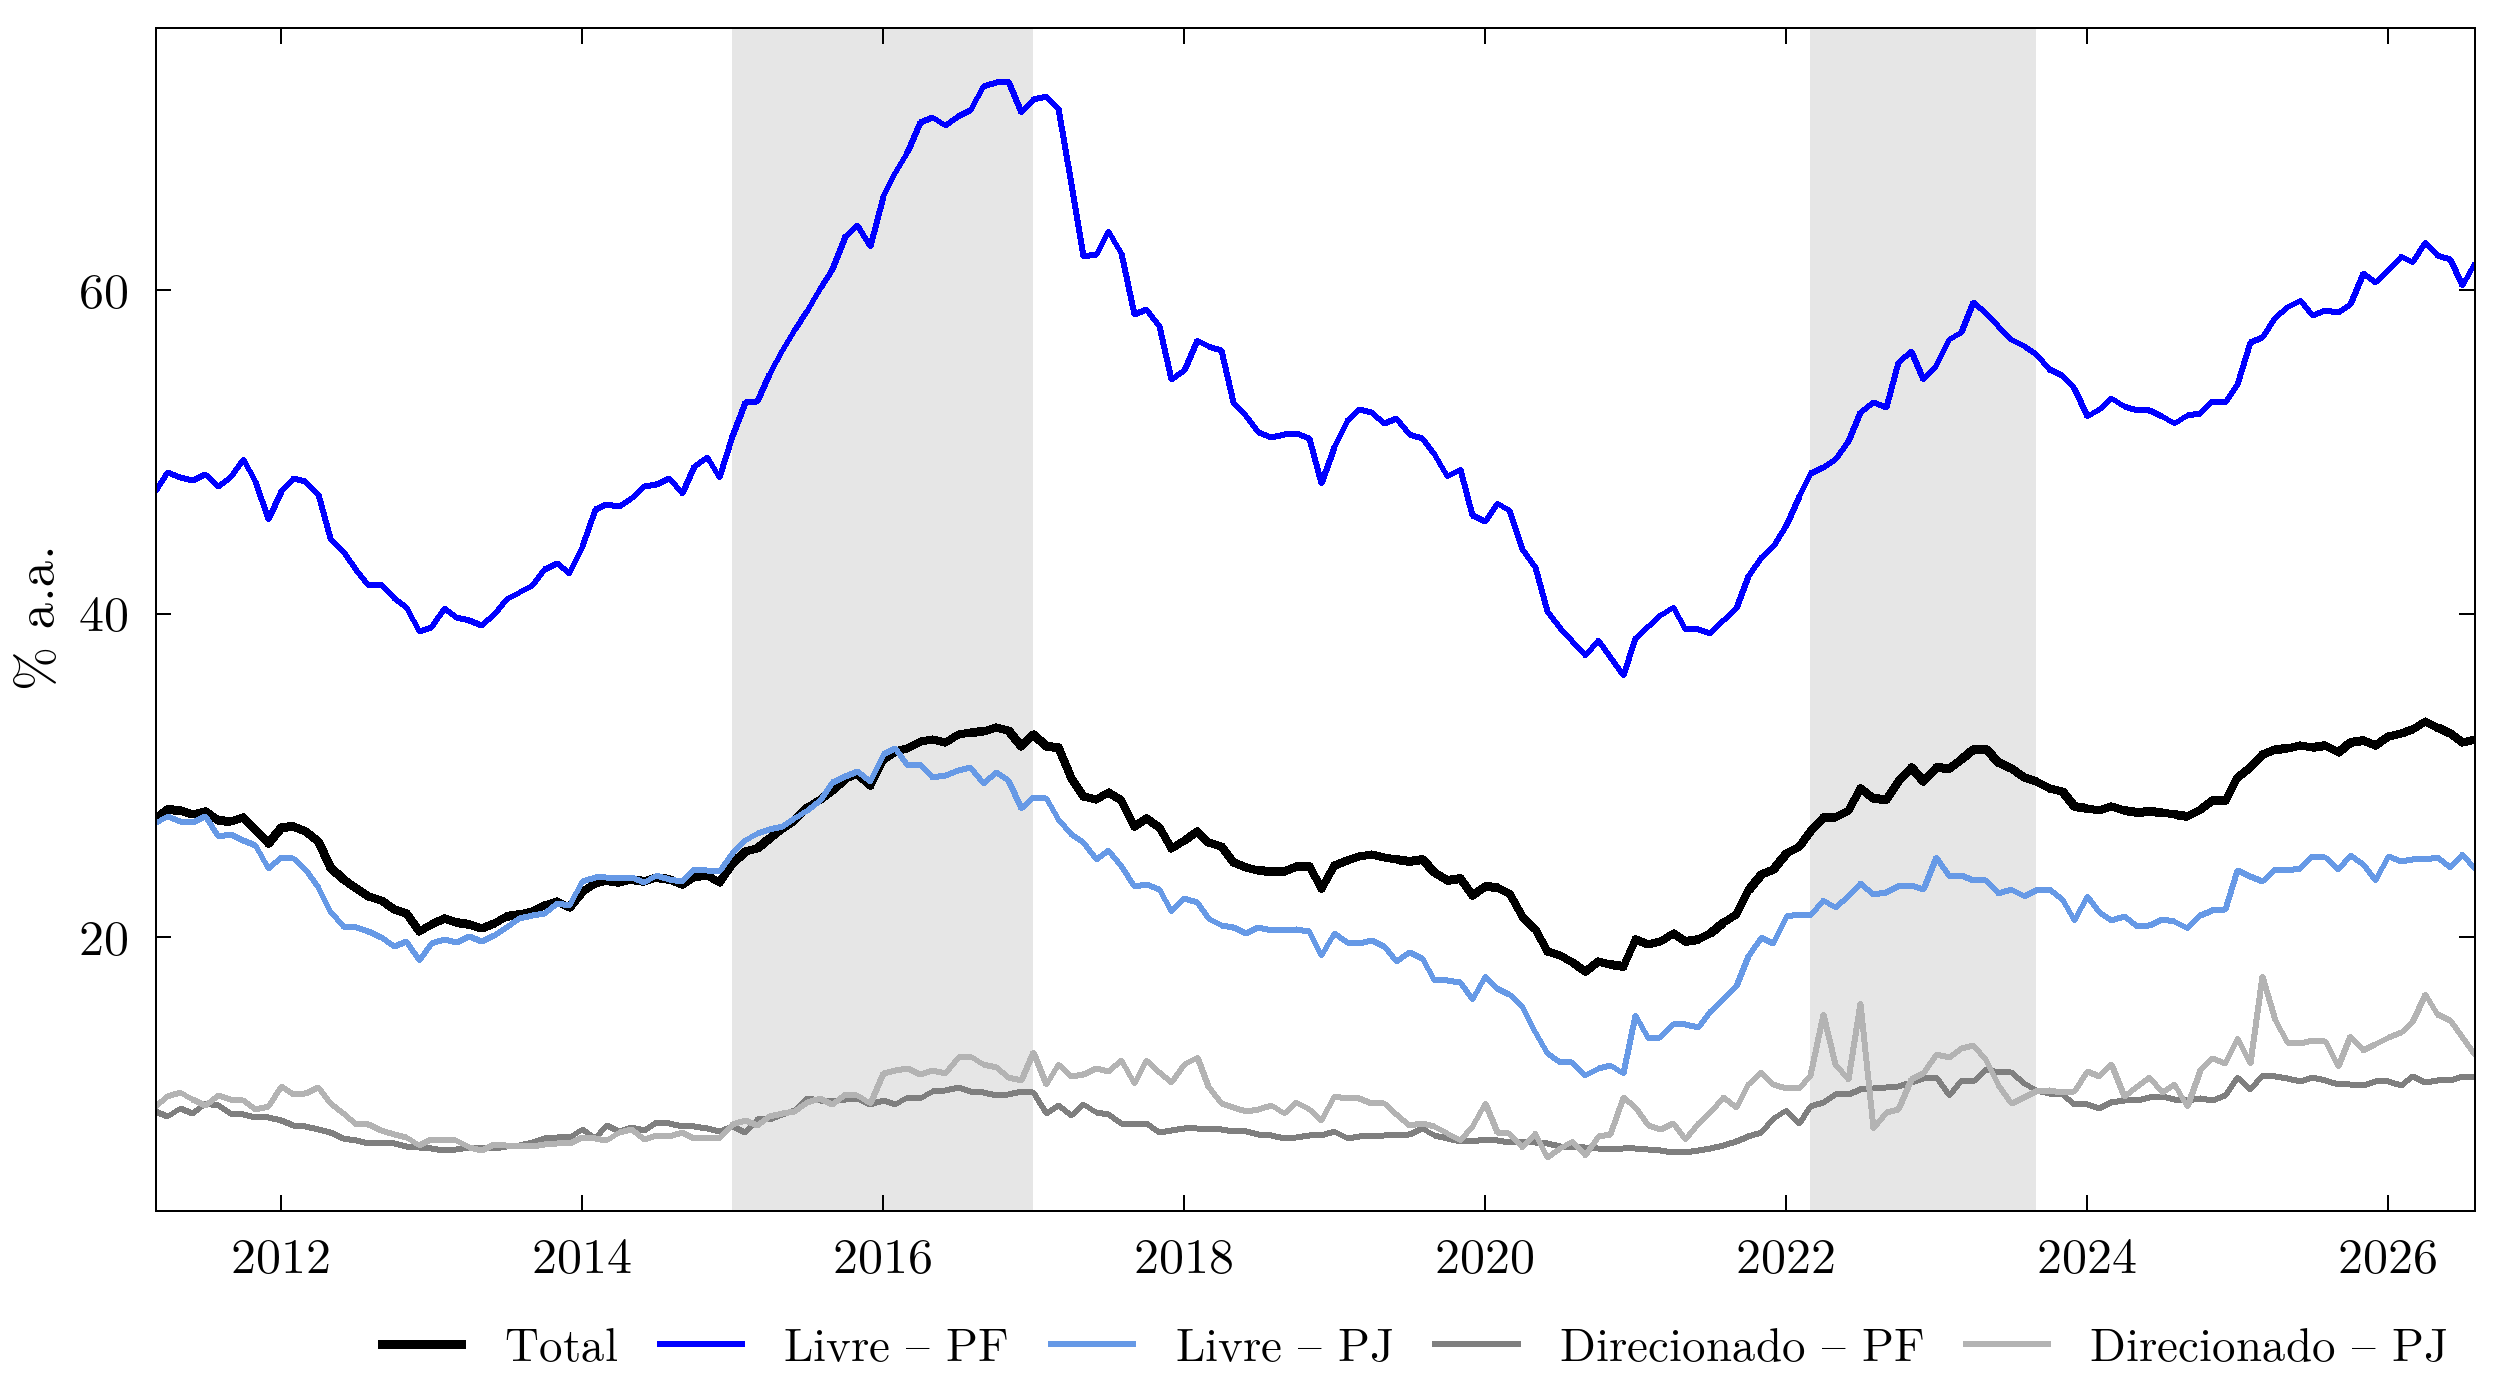 % a.a.
60
40
20
2012 2014 2016 2018 2020 2022 2024 2026
Total Livre – PF Livre – PJ Direcionado – PF Direcionado – PJ